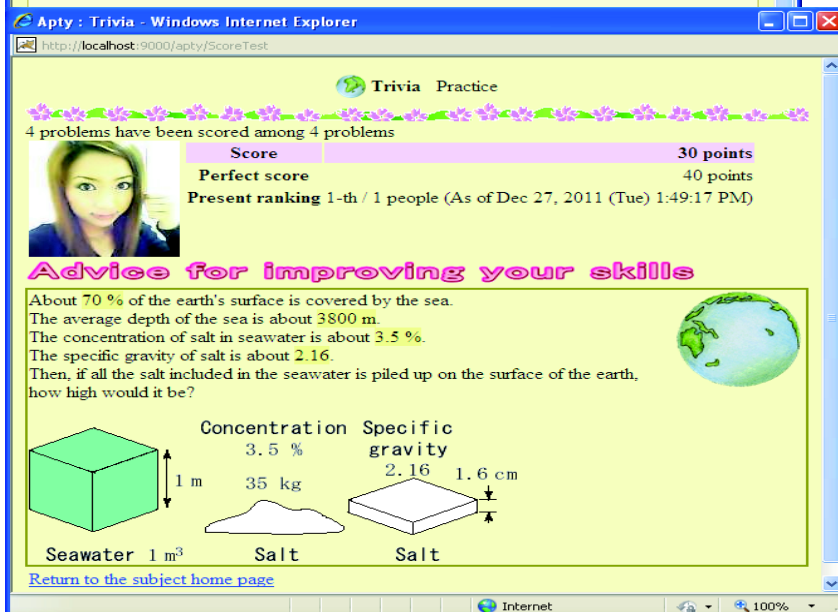 Apty : Trivia - Windows Internet Explorer
http://localhost:9000/apty/ScoreTest
Trivia Practice
4 problems have been scored among 4 problems
Score 30 points
Perfect score 40 points
Present ranking 1-th / 1 people (As of Dec 27, 2011 (Tue) 1:49:17 PM)
Advice for improving your skills
About 70 % of the earth's surface is covered by the sea.
The average depth of the sea is about 3800 m.
The concentration of salt in seawater is about 3.5 %.
The specific gravity of salt is about 2.16.
Then, if all the salt included in the seawater is piled up on the surface of the earth,
how high would it be?
Concentration Specific
3.5 % gravity
2.16 1.6 cm
1 m 35 kg
Seawater 1 m³ Salt Salt
Return to the subject home page
Internet 100%